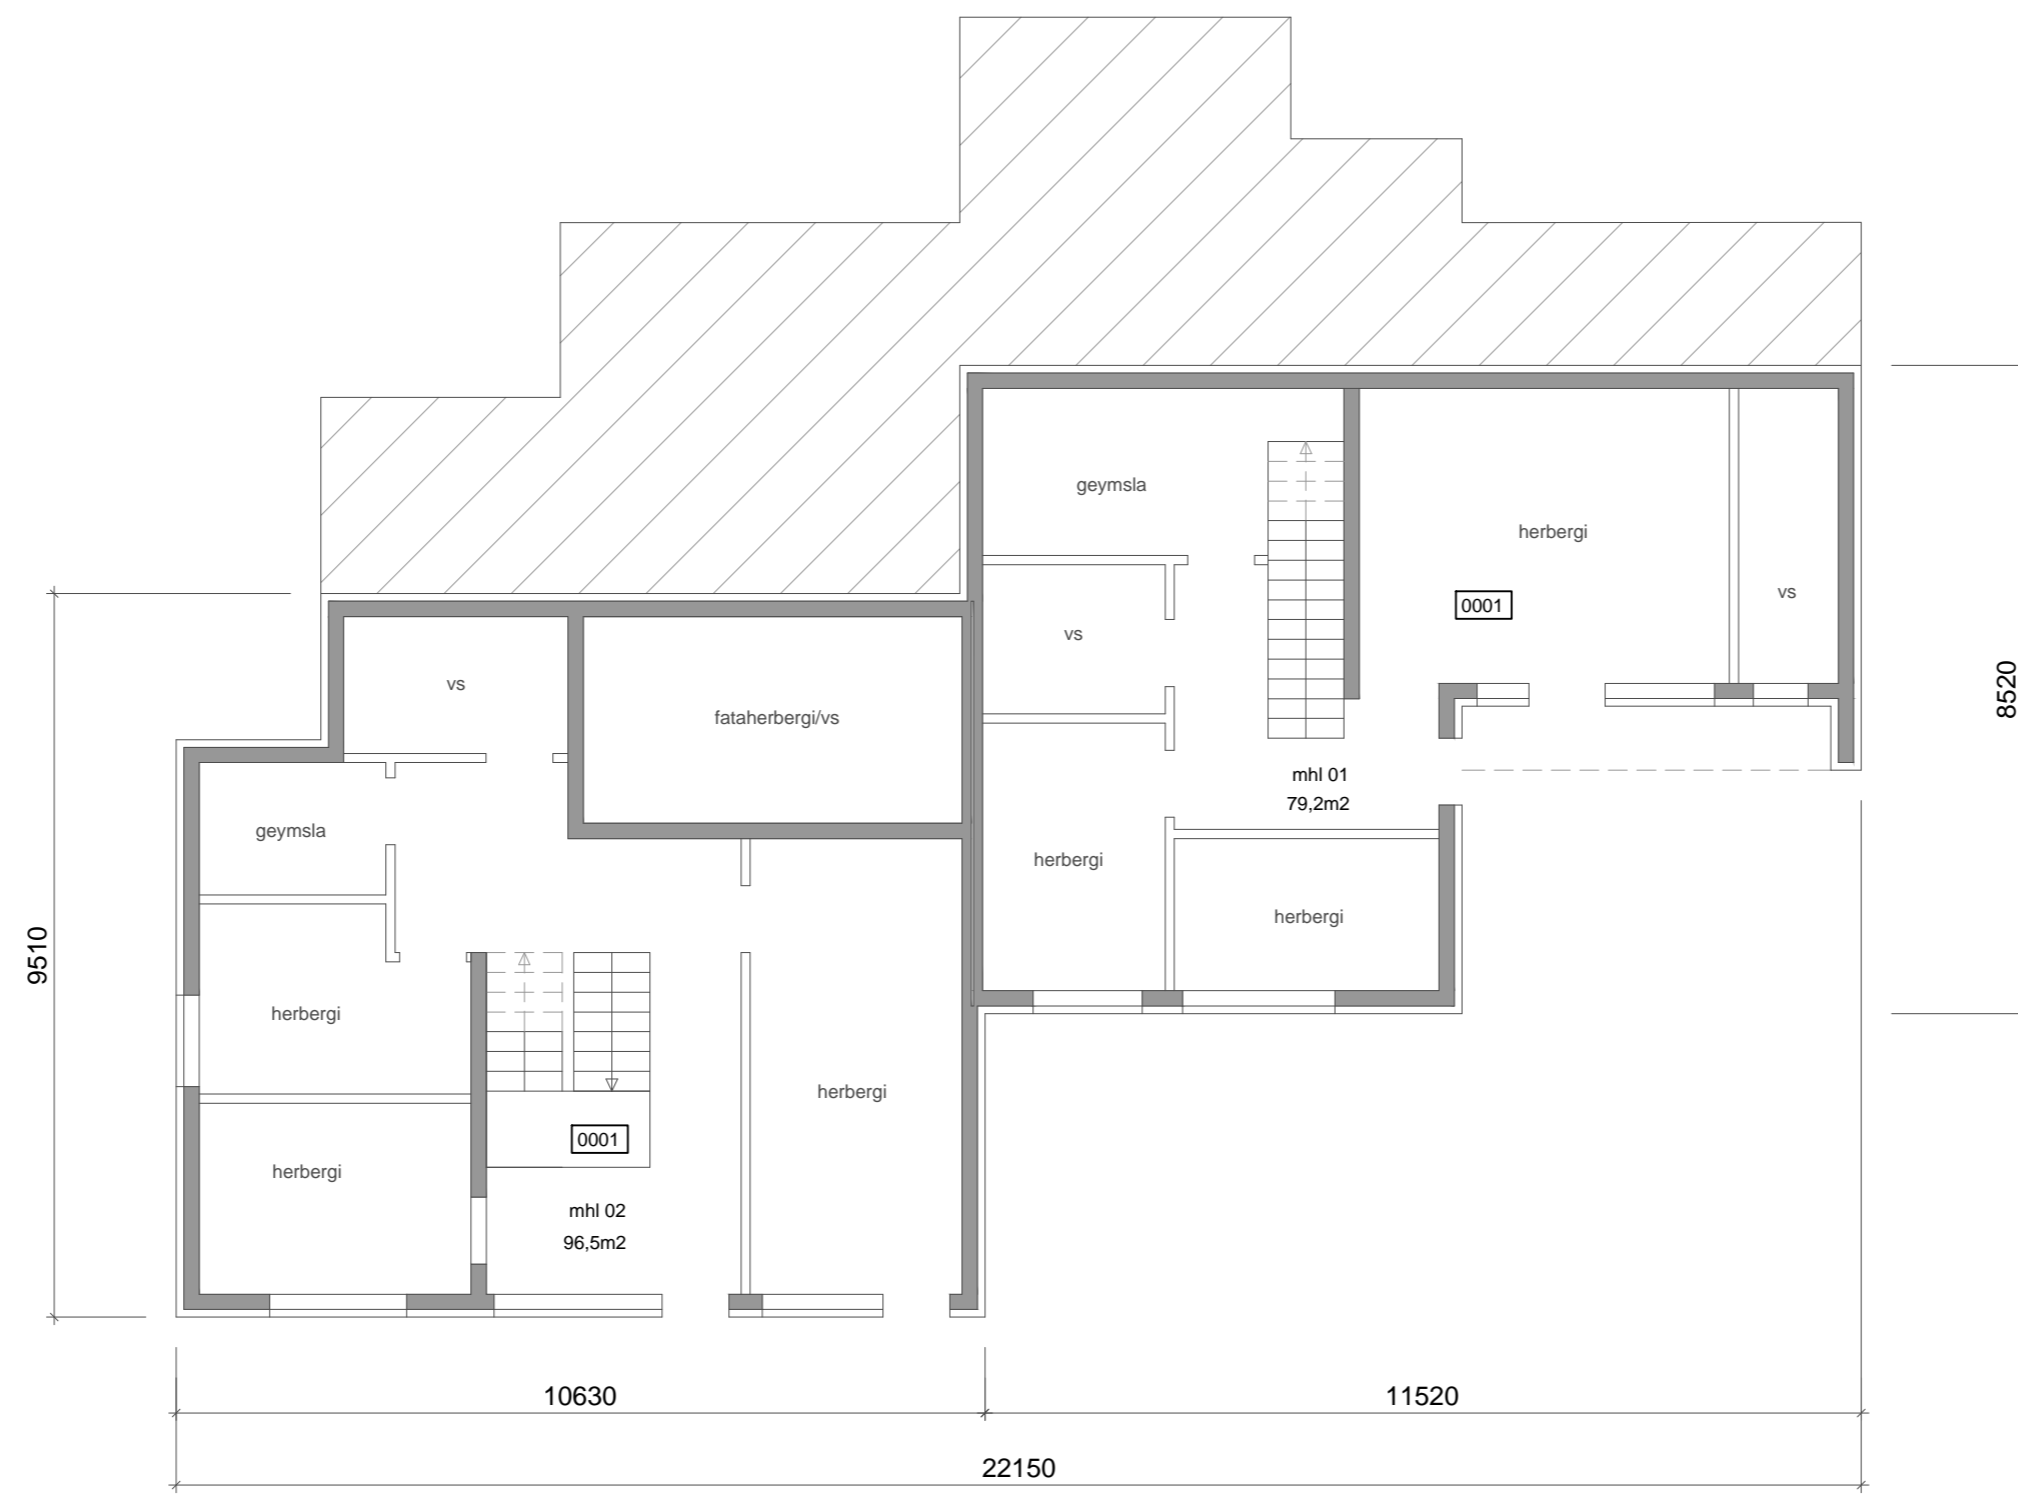 geymsla
herbergi
0001
vs
vs
8520
mhl 01
79,2m2
herbergi
herbergi
vs
fataherbergi/vs
geymsla
9510
herbergi
herbergi
herbergi
0001
mhl 02
96,5m2
10630
11520
22150